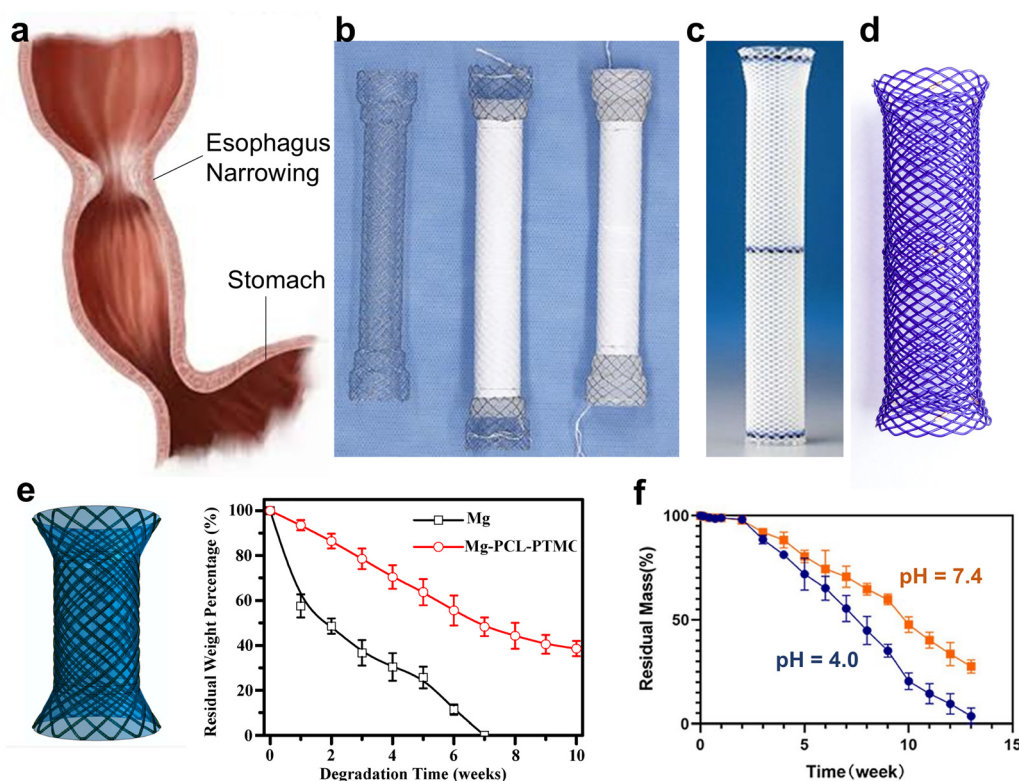 a
b
c
d
Esophagus
Narrowing
Stomach
e
Residual Weight Percentage (%)
100
80
60
40
20
0
Mg
Mg-PCL-PTMC
0
2
4
6
8
10
Degradation Time (weeks)
f
Residual Mass(%)
100
50
0
pH = 7.4
pH = 4.0
0
5
10
15
Time(week)